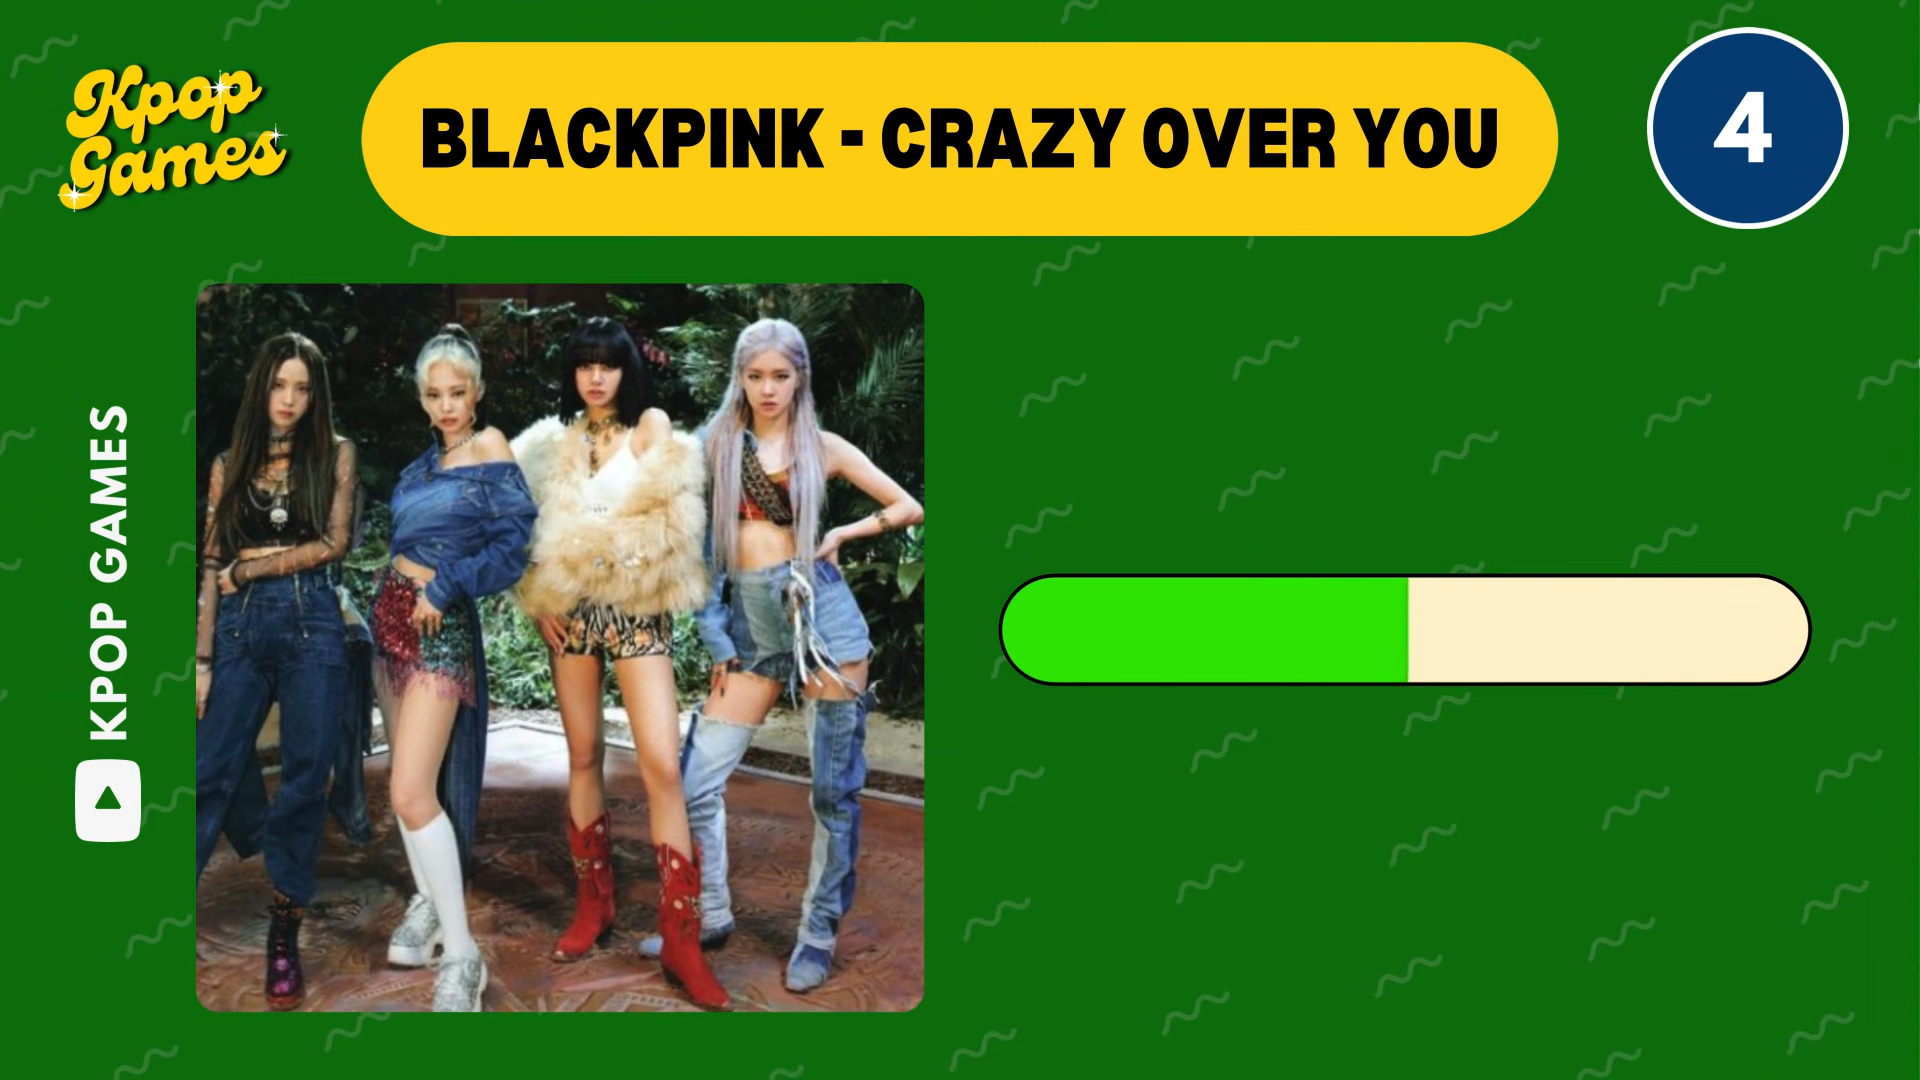 Kpop
Games
BLACKPINK - CRAZY OVER YOU
4
KPOP GAMES